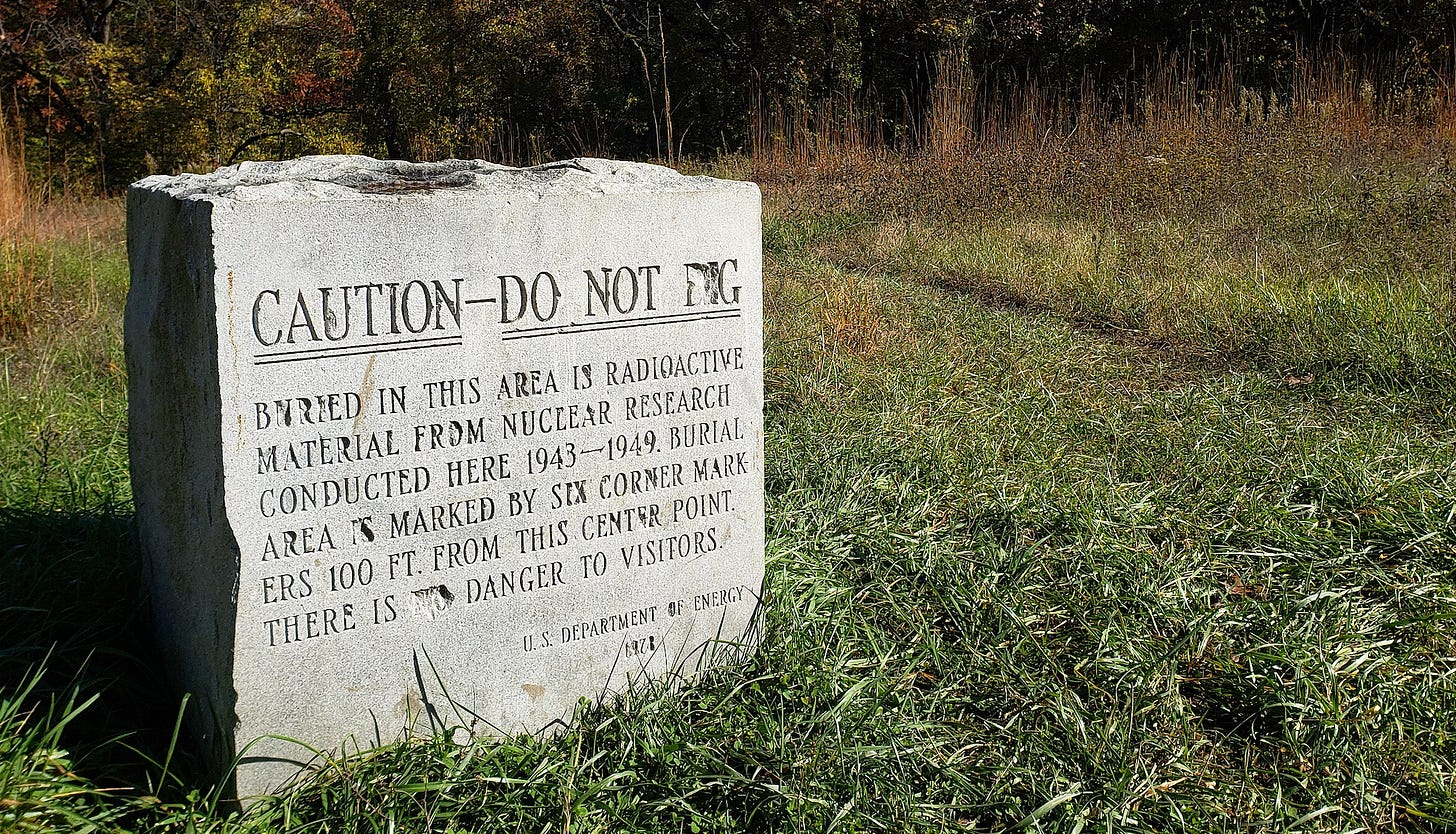 CAUTION—DO NOT DIG
BURIED IN THIS AREA IS RADIOACTIVE
MATERIAL FROM NUCLEAR RESEARCH
CONDUCTED HERE 1943—1949. BURIAL
AREA IS MARKED BY SIX CORNER MARK-
ERS 100 FT. FROM THIS CENTER POINT.
THERE IS NO DANGER TO VISITORS.
U.S. DEPARTMENT OF ENERGY
1978